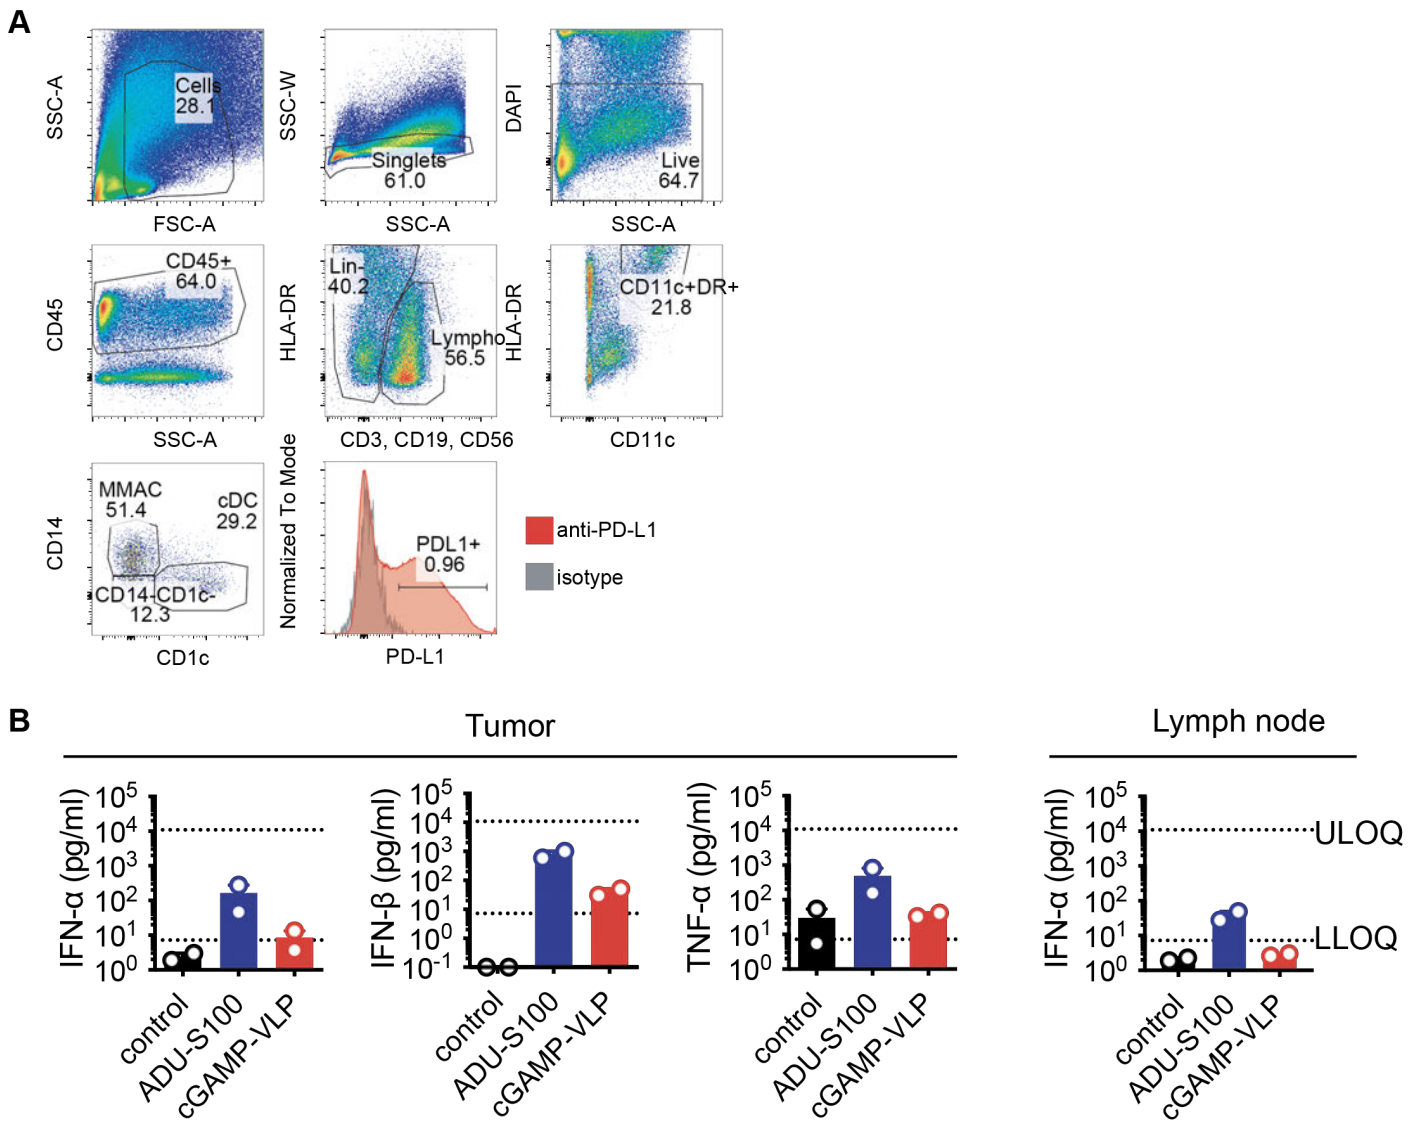 A
SSC-A
Cells
28.1
FSC-A
SSC-W
Singlets
61.0
SSC-A
DAPI
Live
64.7
SSC-A
CD45
CD45+
64.0
SSC-A
HLA-DR
Lin-
40.2
Lympho
56.5
CD3, CD19, CD56
HLA-DR
CD11c+DR+
21.8
CD11c
CD14
MMAC
51.4
cDC
29.2
CD14-CD1c-
12.3
CD1c
Normalized To Mode
PDL1+
0.96
PD-L1
anti-PD-L1
isotype
B
Tumor
Lymph node
IFN-α (pg/ml)
10⁵
10⁴
10³
10²
10¹
10⁰
control
ADU-S100
cGAMP-VLP
IFN-β (pg/ml)
10⁵
10⁴
10³
10²
10¹
10⁰
10⁻¹
control
ADU-S100
cGAMP-VLP
TNF-α (pg/ml)
10⁵
10⁴
10³
10²
10¹
10⁰
control
ADU-S100
cGAMP-VLP
IFN-α (pg/ml)
10⁵
10⁴
10³
10²
10¹
10⁰
ULOQ
LLOQ
control
ADU-S100
cGAMP-VLP